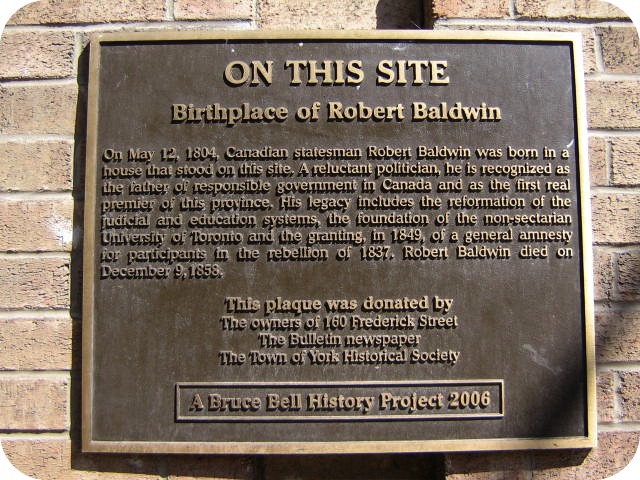 ON THIS SITE
Birthplace of Robert Baldwin
On May 12, 1804, Canadian statesman Robert Baldwin was born in a
house that stood on this site. A reluctant politician, he is recognized as
the father of responsible government in Canada and as the first real
premier of this province. His legacy includes the reformation of the
judicial and education systems, the foundation of the non-sectarian
University of Toronto and the granting, in 1849, of a general amnesty
for participants in the rebellion of 1837. Robert Baldwin died on
December 9, 1858.
This plaque was donated by
The owners of 160 Frederick Street
The Bulletin newspaper
The Town of York Historical Society
A Bruce Bell History Project 2006